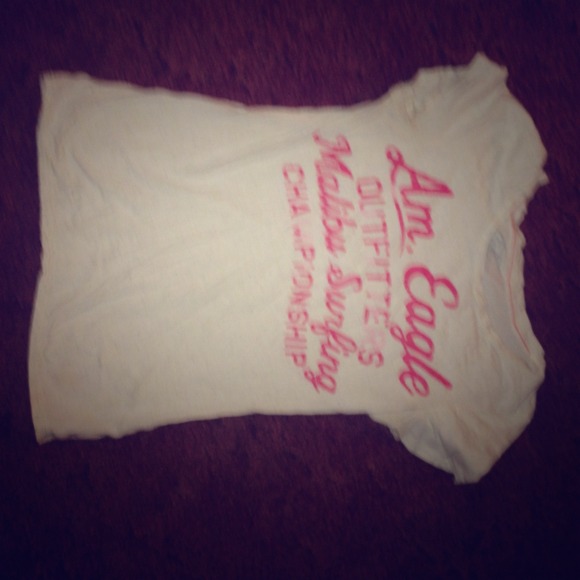 Am. Eagle
OUTFITTERS
Malibu Surfing
CHAMPIONSHIP